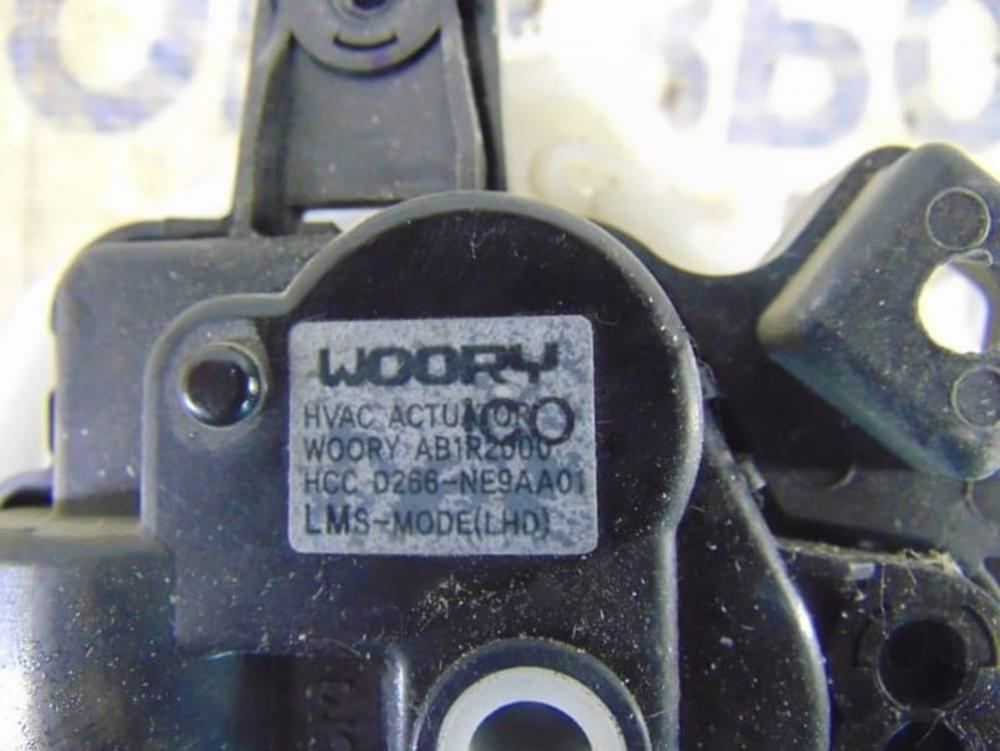 WOORY
HVAC ACTUATOR
WOORY AB1R2000
HCC D266-NE9AA01
LMS-MODE(LHD)